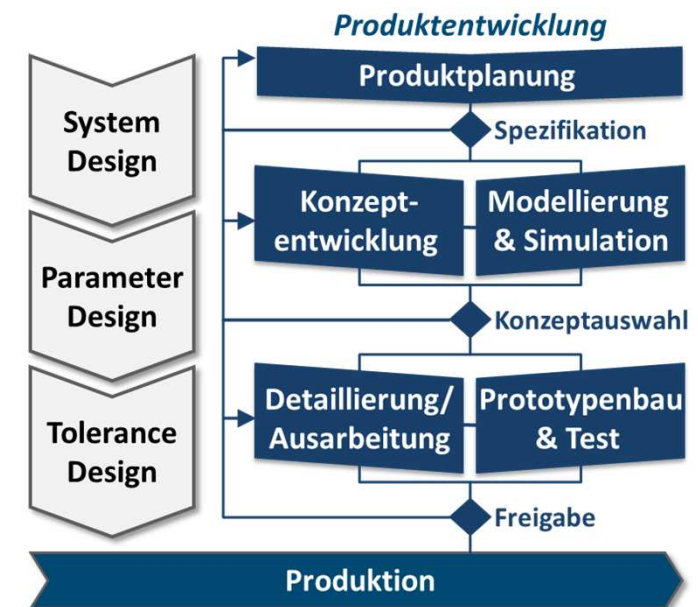 Produktentwicklung
Produktplanung
System
Design
Spezifikation
Konzept-
entwicklung
Modellierung
& Simulation
Parameter
Design
Konzeptauswahl
Detaillierung/
Ausarbeitung
Prototypenbau
& Test
Tolerance
Design
Freigabe
Produktion